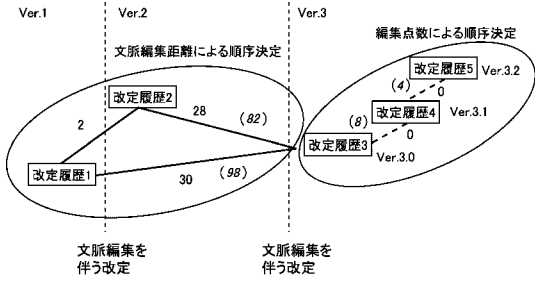 Ver.1
Ver.2
Ver.3
文脈編集距離による順序決定
編集点数による順序決定
改定履歴5
Ver.3.2
(4)
0
改定履歴2
28
(82)
改定履歴4
Ver.3.1
2
(8)
0
改定履歴3
Ver.3.0
改定履歴1
30
(98)
文脈編集を
伴う改定
文脈編集を
伴う改定